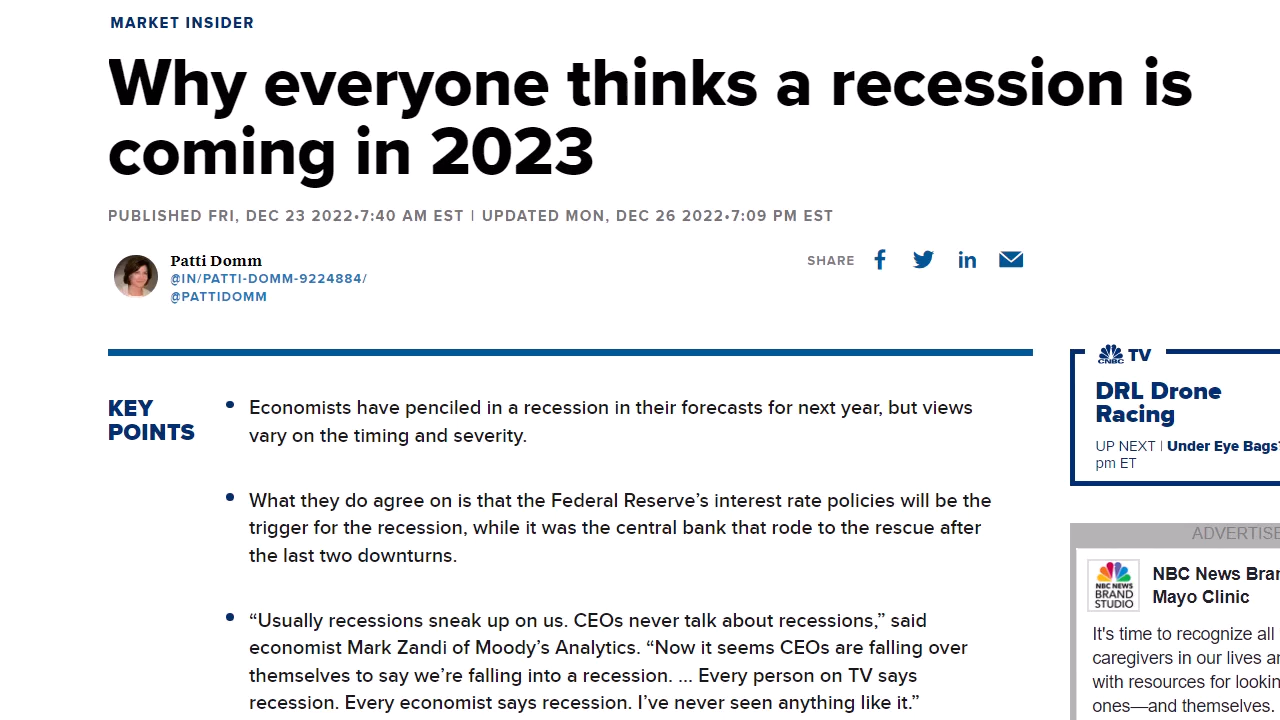 MARKET INSIDER
Why everyone thinks a recession is
coming in 2023
PUBLISHED FRI, DEC 23 2022•7:40 AM EST | UPDATED MON, DEC 26 2022•7:09 PM EST
Patti Domm
@IN/PATTI-DOMM-9224884/
@PATTIDOMM
SHARE
KEY
POINTS
• Economists have penciled in a recession in their forecasts for next year, but views
vary on the timing and severity.
• What they do agree on is that the Federal Reserve’s interest rate policies will be the
trigger for the recession, while it was the central bank that rode to the rescue after
the last two downturns.
• “Usually recessions sneak up on us. CEOs never talk about recessions,” said
economist Mark Zandi of Moody’s Analytics. “Now it seems CEOs are falling over
themselves to say we’re falling into a recession. ... Every person on TV says
recession. Every economist says recession. I’ve never seen anything like it.”
CNBC TV
DRL Drone
Racing
UP NEXT | Under Eye Bags?
pm ET
ADVERTISE
NBC NEWS
BRAND
STUDIO
NBC News Bran
Mayo Clinic
It's time to recognize all
caregivers in our lives an
with resources for lookin
ones—and themselves.